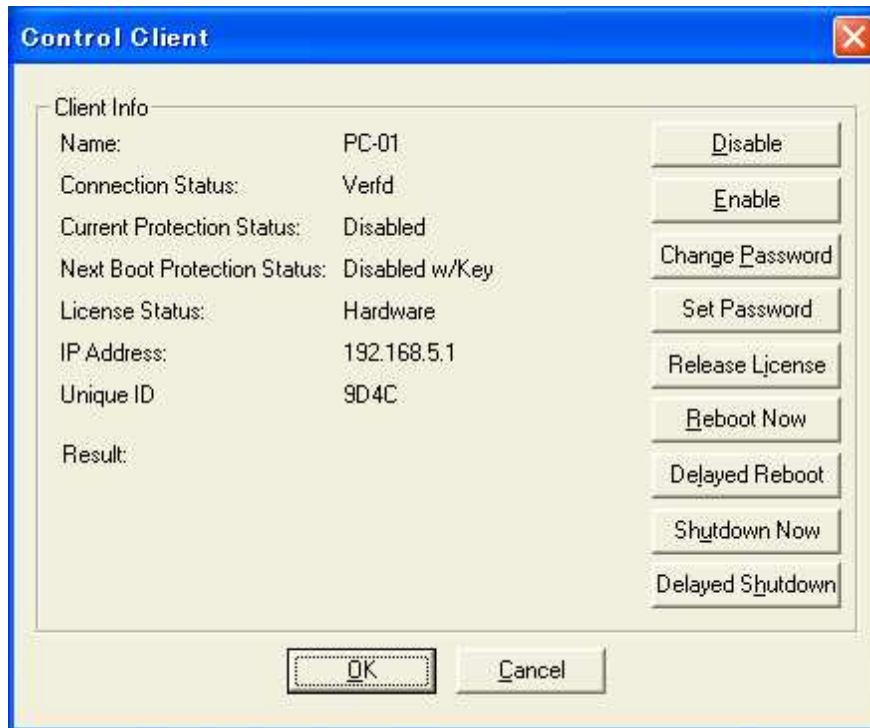 Control Client
Client Info
Name: PC-01
Connection Status: Verfd
Current Protection Status: Disabled
Next Boot Protection Status: Disabled w/Key
License Status: Hardware
IP Address: 192.168.5.1
Unique ID 9D4C
Result:
Disable
Enable
Change Password
Set Password
Release License
Reboot Now
Delayed Reboot
Shutdown Now
Delayed Shutdown
OK
Cancel